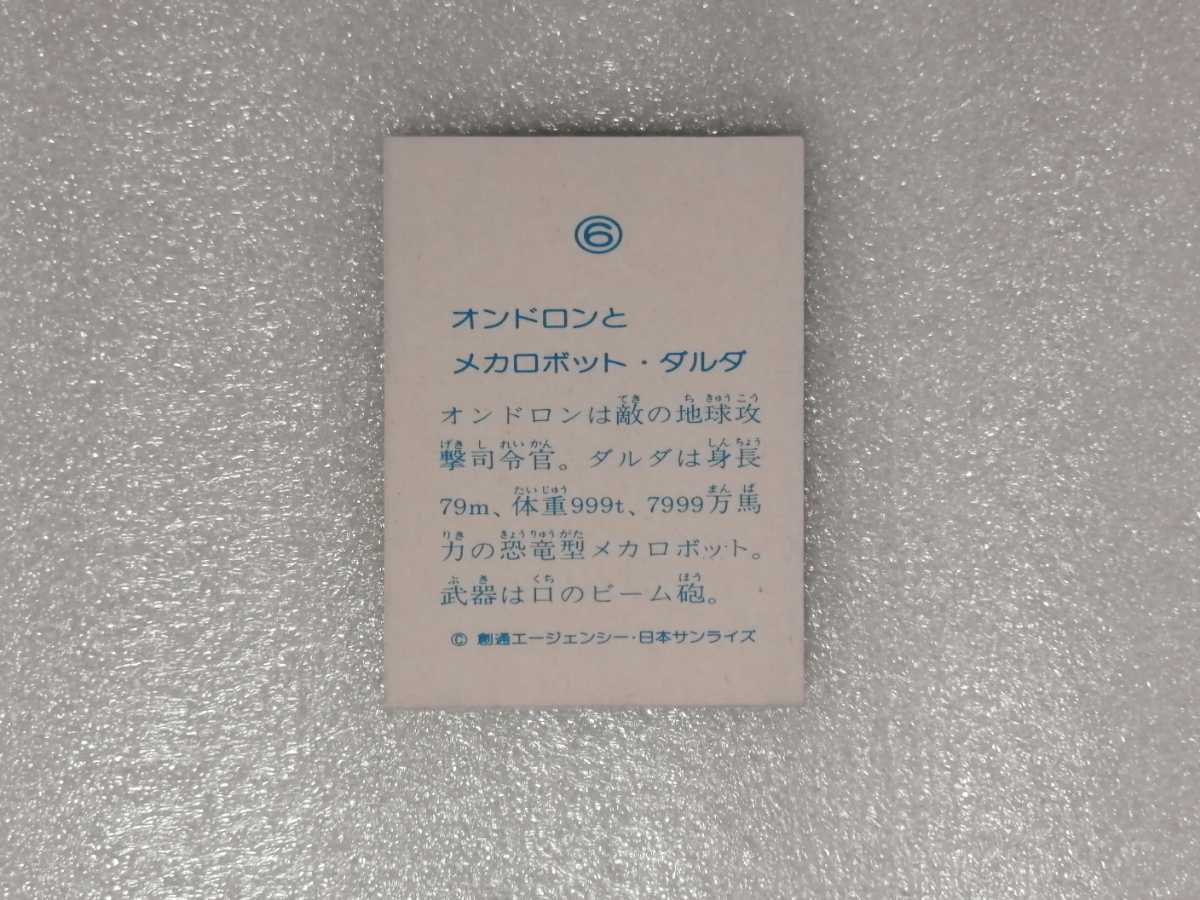 ⑥
オンドロンと
メカロボット・ダルダ
オンドロンは敵の地球攻
撃司令官。ダルダは身長
79m、体重999t、7999万馬
力の恐竜型メカロボット。
武器は口のビーム砲。
© 創通エージェンシー・日本サンライズ